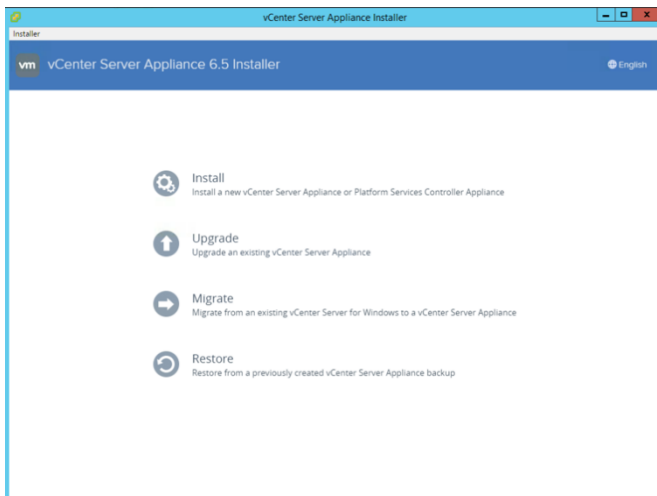 vCenter Server Appliance Installer
Installer
vm vCenter Server Appliance 6.5 Installer
English
Install
Install a new vCenter Server Appliance or Platform Services Controller Appliance
Upgrade
Upgrade an existing vCenter Server Appliance
Migrate
Migrate from an existing vCenter Server for Windows to a vCenter Server Appliance
Restore
Restore from a previously created vCenter Server Appliance backup